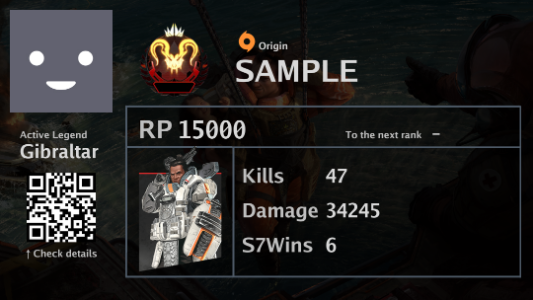 Origin
SAMPLE
Active Legend
Gibraltar
↑ Check details
RP 15000
To the next rank –
Kills 47
Damage 34245
S7Wins 6